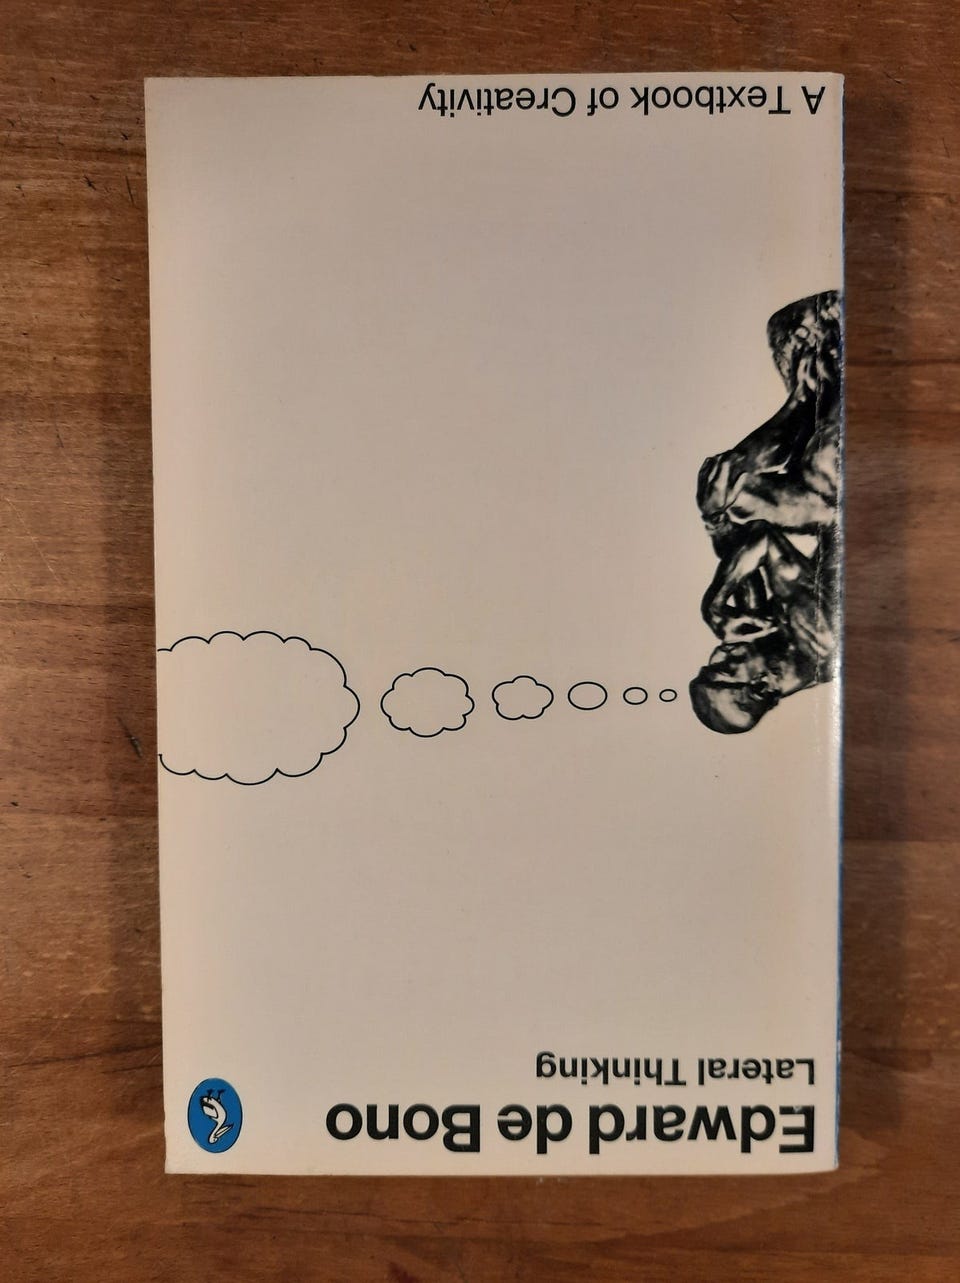 Edward de Bono
Lateral Thinking
A Textbook of Creativity